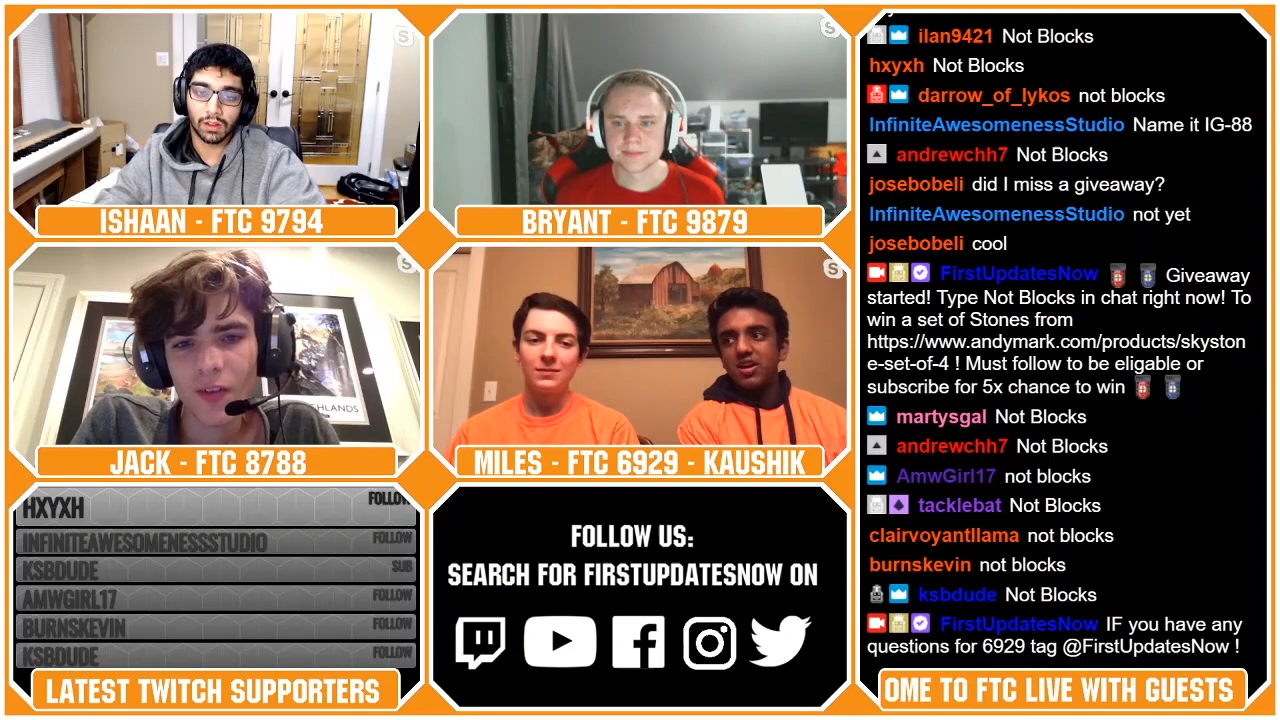 ISHAAN - FTC 9794
BRYANT - FTC 9879
JACK - FTC 8788
HLANDS
MILES - FTC 6929 - KAUSHIK
HXYXH FOLLOW
INFINITEAWESOMENESSSTUDIO FOLLOW
KSBDUDE SUB
AMWGIRL17 FOLLOW
BURNSKEVIN FOLLOW
KSBDUDE FOLLOW
LATEST TWITCH SUPPORTERS
FOLLOW US:
SEARCH FOR FIRSTUPDATESNOW ON
ilan9421 Not Blocks
hxyxh Not Blocks
darrow_of_lykos not blocks
InfiniteAwesomenessStudio Name it IG-88
andrewchh7 Not Blocks
josebobeli did I miss a giveaway?
InfiniteAwesomenessStudio not yet
josebobeli cool
FirstUpdatesNow Giveaway
started! Type Not Blocks in chat right now! To
win a set of Stones from
https://www.andymark.com/products/skyston
e-set-of-4 ! Must follow to be eligable or
subscribe for 5x chance to win
martysgal Not Blocks
andrewchh7 Not Blocks
AmwGirl17 not blocks
tacklebat Not Blocks
clairvoyantllama not blocks
burnskevin not blocks
ksbdude Not Blocks
FirstUpdatesNow IF you have any
questions for 6929 tag @FirstUpdatesNow !
OME TO FTC LIVE WITH GUESTS